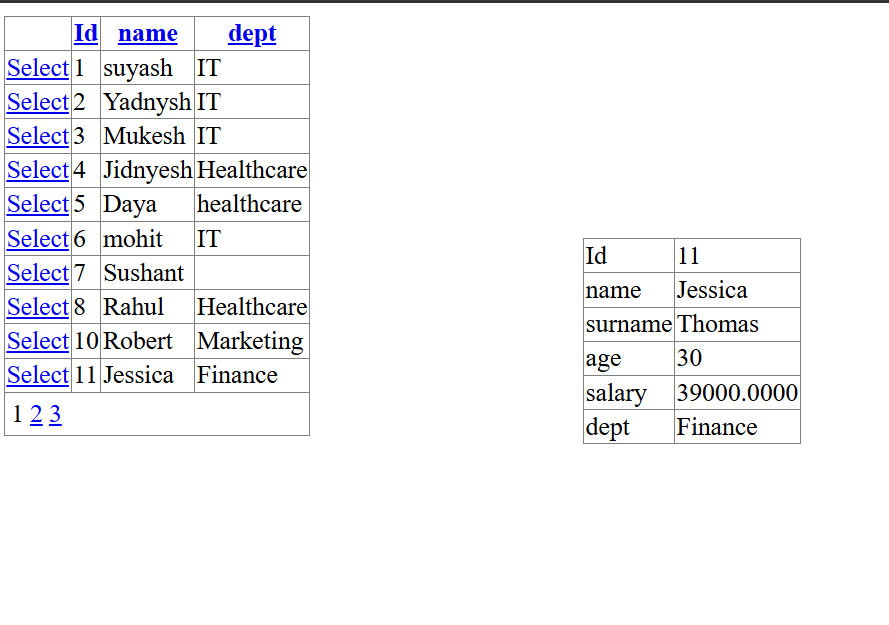 Id name dept
Select 1 suyash IT
Select 2 Yadnysh IT
Select 3 Mukesh IT
Select 4 Jidnyesh Healthcare
Select 5 Daya healthcare
Select 6 mohit IT
Select 7 Sushant
Select 8 Rahul Healthcare
Select 10 Robert Marketing
Select 11 Jessica Finance
1 2 3
Id 11
name Jessica
surname Thomas
age 30
salary 39000.0000
dept Finance